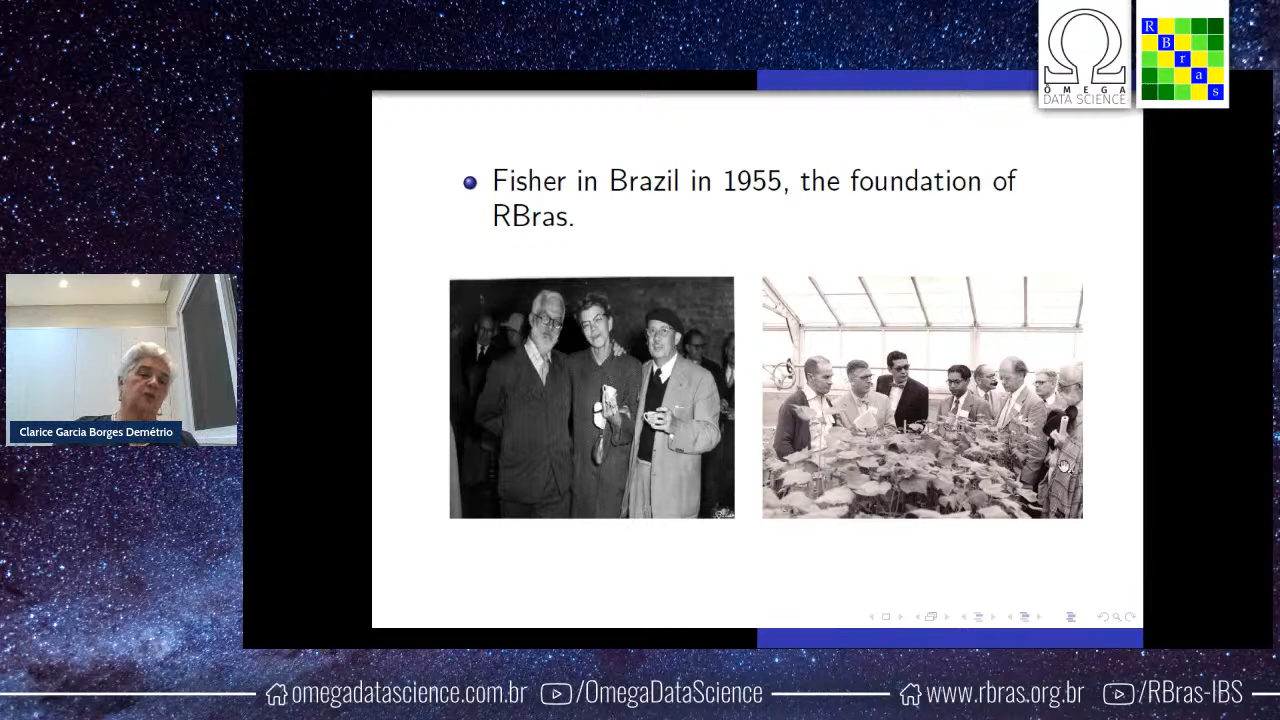 Ω
ÔMEGA
DATA SCIENCE
R
B
r
a
s
Fisher in Brazil in 1955, the foundation of
RBras.
Clarice Garcia Borges Demétrio
omegadatascience.com.br /OmegaDataScience www.rbras.org.br /RBras-IBS